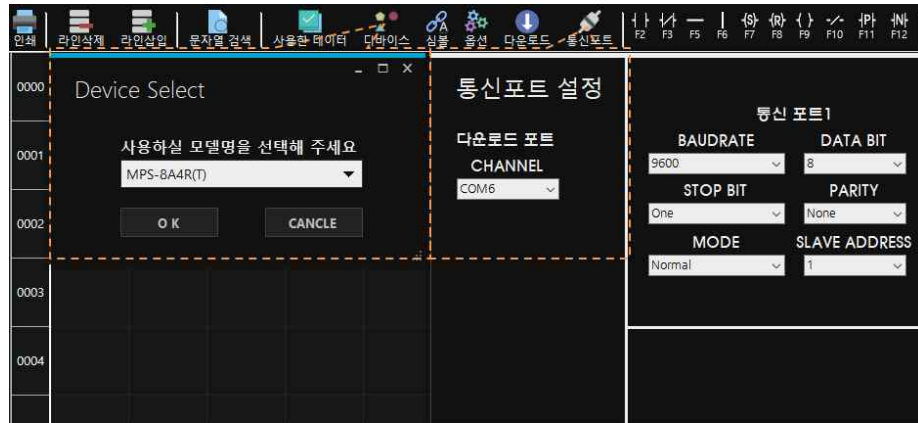 인쇄 라인삭제 라인삽입 문자열 검색 사용한 데이터 디바이스 심볼 옵션 다운로드 통신포트 F2 F3 F5 F6 F7 F8 F9 F10 F11 F12
(S) (R) { } P N
0000
Device Select
통신포트 설정
통신 포트1
0001
사용하실 모델명을 선택해 주세요
다운로드 포트
BAUDRATE DATA BIT
MPS-8A4R(T)
CHANNEL
9600 8
COM6
STOP BIT PARITY
0002
O K CANCLE
One None
MODE SLAVE ADDRESS
Normal 1
0003
0004